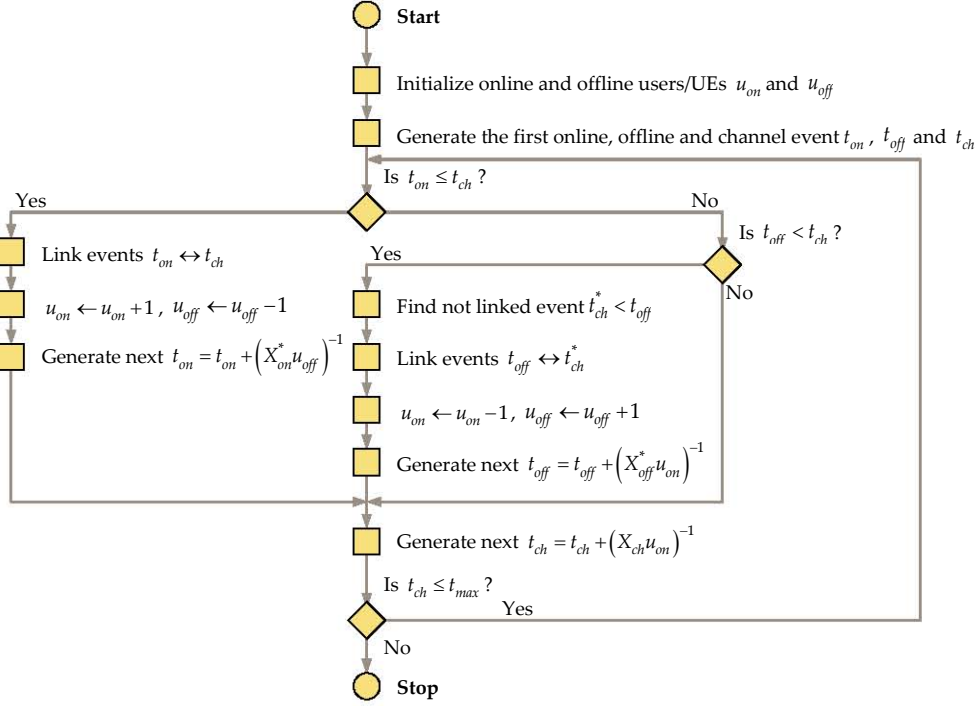 Start
Initialize online and offline users/UEs u_on and u_off
Generate the first online, offline and channel event t_on , t_off and t_ch
Is t_on ≤ t_ch ?
Yes
No
Link events t_on ↔ t_ch
u_on ← u_on + 1 , u_off ← u_off − 1
Generate next t_on = t_on + (X*_on u_off)^−1
Is t_off < t_ch ?
Yes
No
Find not linked event t*_ch < t_off
Link events t_off ↔ t*_ch
u_on ← u_on − 1 , u_off ← u_off + 1
Generate next t_off = t_off + (X*_off u_on)^−1
Generate next t_ch = t_ch + (X_ch u_on)^−1
Is t_ch ≤ t_max ?
Yes
No
Stop